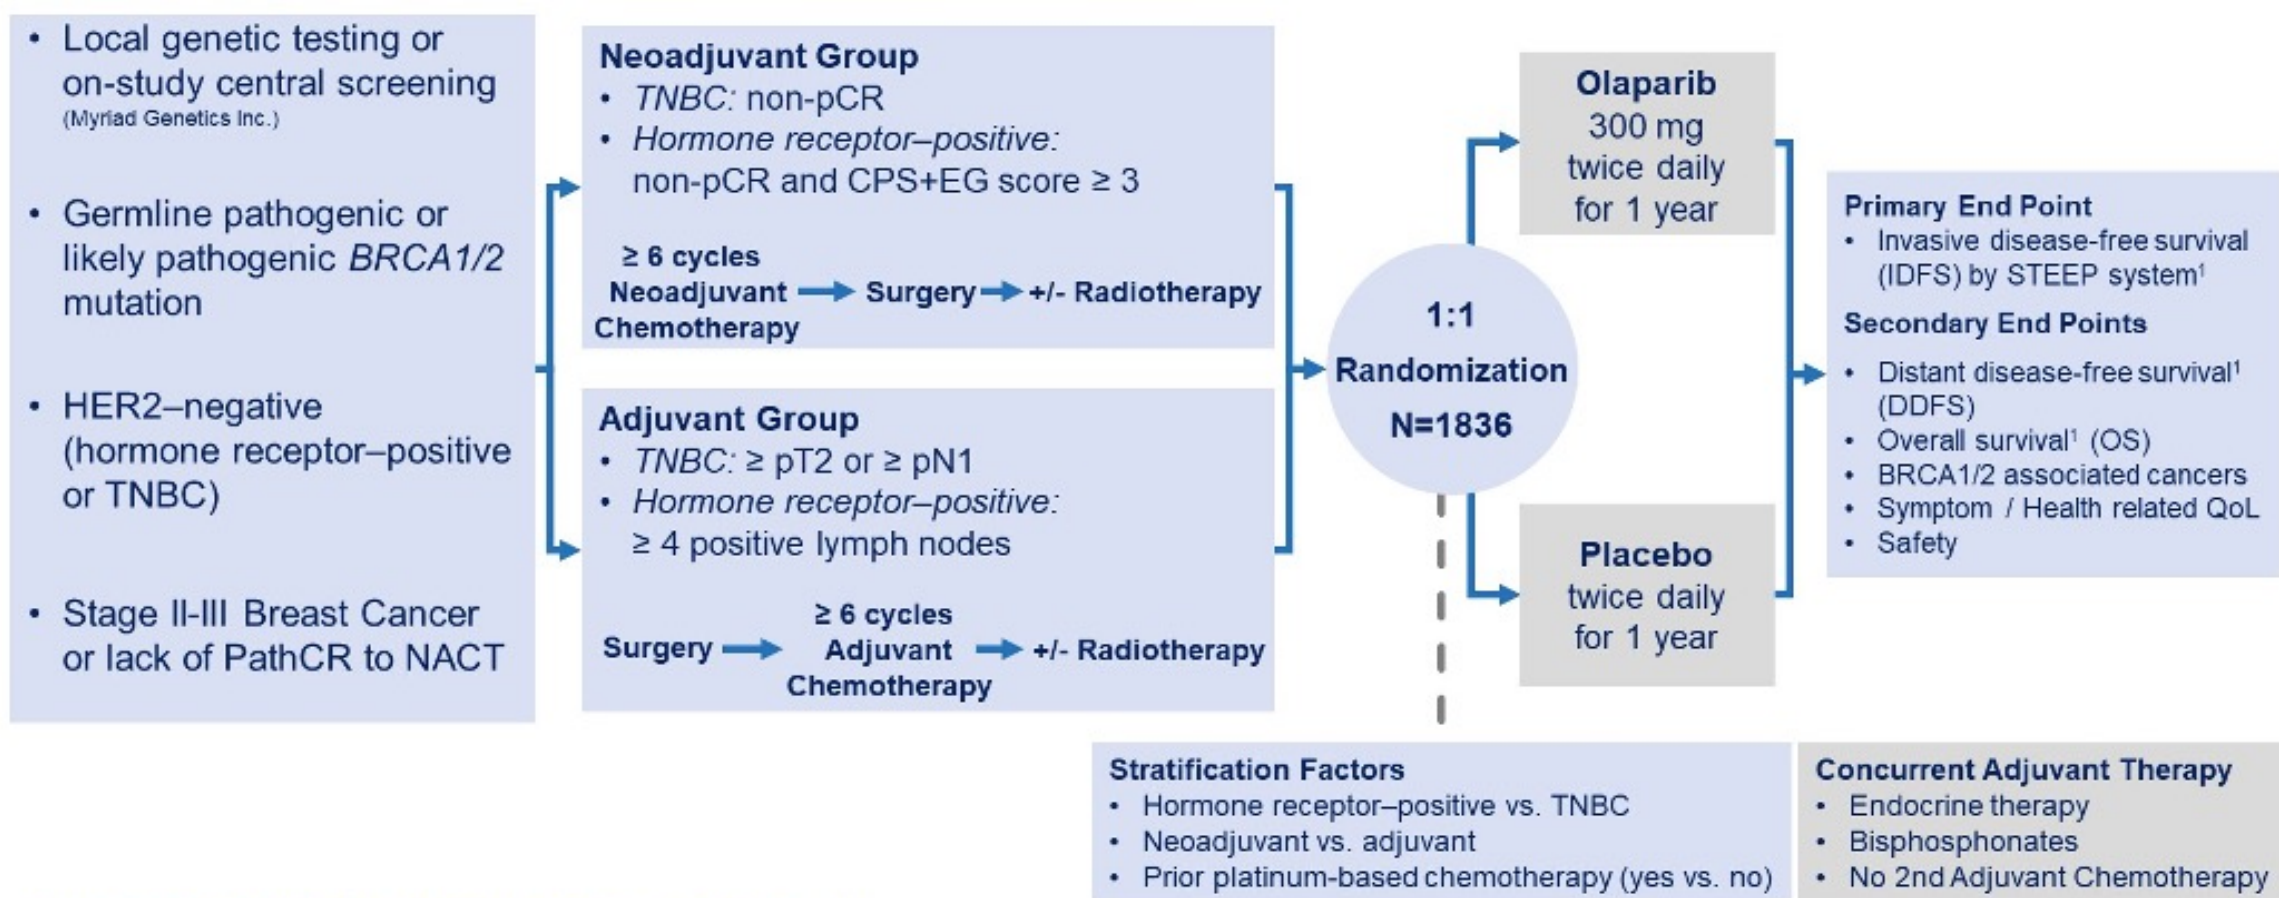 • Local genetic testing or
on-study central screening
(Myriad Genetics Inc.)
• Germline pathogenic or
likely pathogenic BRCA1/2
mutation
• HER2–negative
(hormone receptor–positive
or TNBC)
• Stage II-III Breast Cancer
or lack of PathCR to NACT
Neoadjuvant Group
• TNBC: non-pCR
• Hormone receptor–positive:
non-pCR and CPS+EG score ≥ 3
≥ 6 cycles
Neoadjuvant Surgery +/- Radiotherapy
Chemotherapy
Adjuvant Group
• TNBC: ≥ pT2 or ≥ pN1
• Hormone receptor–positive:
≥ 4 positive lymph nodes
≥ 6 cycles
Surgery Adjuvant +/- Radiotherapy
Chemotherapy
1:1
Randomization
N=1836
Olaparib
300 mg
twice daily
for 1 year
Placebo
twice daily
for 1 year
Primary End Point
• Invasive disease-free survival
(IDFS) by STEEP system¹
Secondary End Points
• Distant disease-free survival¹
(DDFS)
• Overall survival¹ (OS)
• BRCA1/2 associated cancers
• Symptom / Health related QoL
• Safety
Stratification Factors
• Hormone receptor–positive vs. TNBC
• Neoadjuvant vs. adjuvant
• Prior platinum-based chemotherapy (yes vs. no)
Concurrent Adjuvant Therapy
• Endocrine therapy
• Bisphosphonates
• No 2nd Adjuvant Chemotherapy